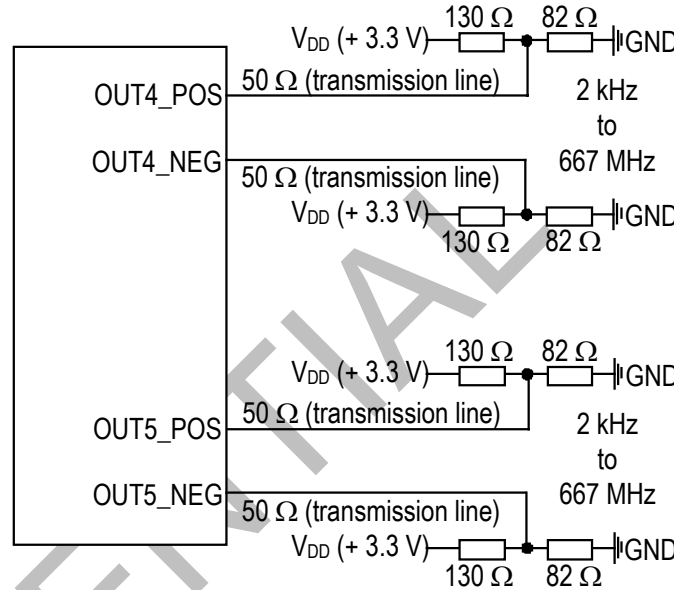 130 Ω 82 Ω
V_DD (+ 3.3 V) GND
OUT4_POS 50 Ω (transmission line) 2 kHz
to
OUT4_NEG 50 Ω (transmission line) 667 MHz
V_DD (+ 3.3 V) GND
130 Ω 82 Ω
130 Ω 82 Ω
V_DD (+ 3.3 V) GND
OUT5_POS 50 Ω (transmission line) 2 kHz
to
OUT5_NEG 50 Ω (transmission line) 667 MHz
V_DD (+ 3.3 V) GND
130 Ω 82 Ω
ENTIAL